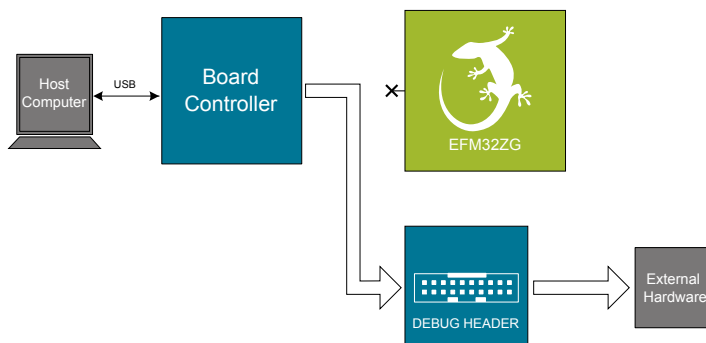 Host
Computer
USB
Board
Controller
EFM32ZG
DEBUG HEADER
External
Hardware